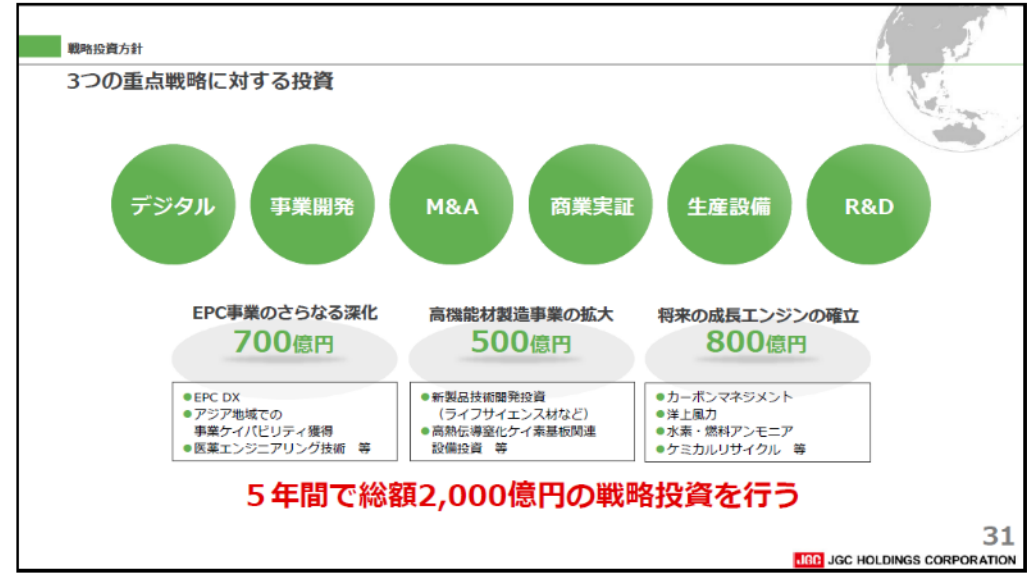 戦略投資方針
3つの重点戦略に対する投資
デジタル
事業開発
M&A
商業実証
生産設備
R&D
EPC事業のさらなる深化
700億円
●EPC DX
●アジア地域での
事業ケイパビリティ獲得
●医薬エンジニアリング技術　等
高機能材製造事業の拡大
500億円
●新製品技術開発投資
（ライフサイエンス材など）
●高熱伝導窒化ケイ素基板関連
設備投資　等
将来の成長エンジンの確立
800億円
●カーボンマネジメント
●洋上風力
●水素・燃料アンモニア
●ケミカルリサイクル　等
５年間で総額2,000億円の戦略投資を行う
31
JGC JGC HOLDINGS CORPORATION